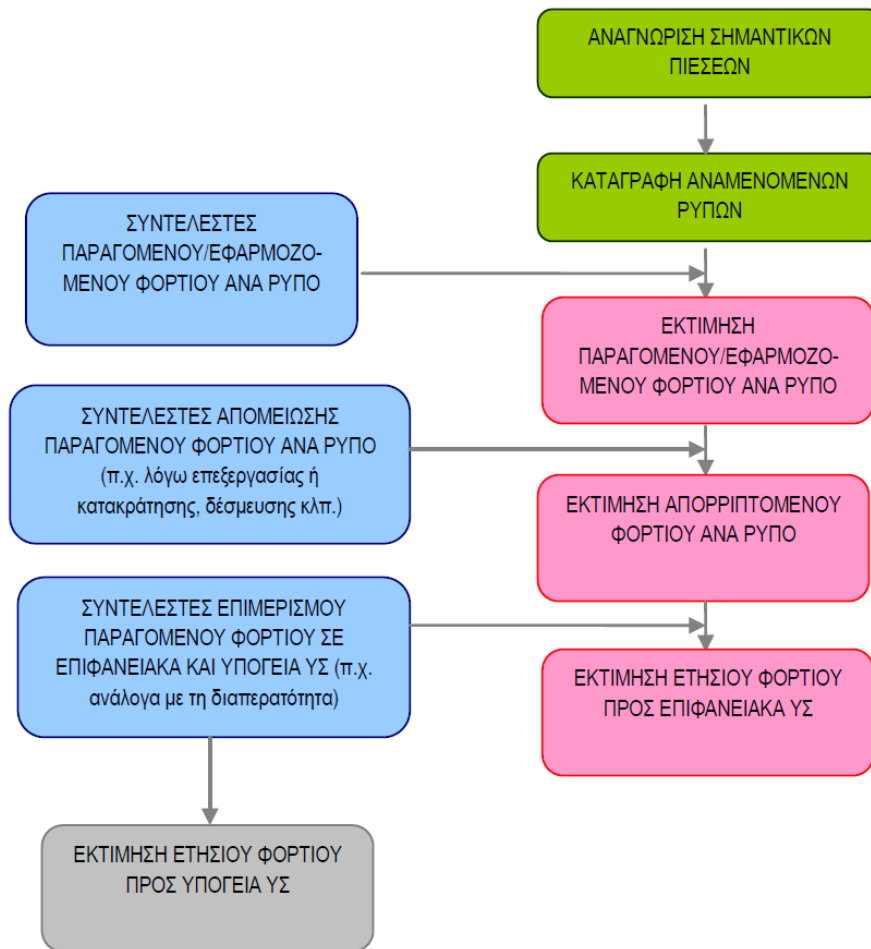 ΑΝΑΓΝΩΡΙΣΗ ΣΗΜΑΝΤΙΚΩΝ
ΠΙΕΣΕΩΝ
ΚΑΤΑΓΡΑΦΗ ΑΝΑΜΕΝΟΜΕΝΩΝ
ΡΥΠΩΝ
ΣΥΝΤΕΛΕΣΤΕΣ
ΠΑΡΑΓΟΜΕΝΟΥ/ΕΦΑΡΜΟΖΟ-
ΜΕΝΟΥ ΦΟΡΤΙΟΥ ΑΝΑ ΡΥΠΟ
ΕΚΤΙΜΗΣΗ
ΠΑΡΑΓΟΜΕΝΟΥ/ΕΦΑΡΜΟΖΟ-
ΜΕΝΟΥ ΦΟΡΤΙΟΥ ΑΝΑ ΡΥΠΟ
ΣΥΝΤΕΛΕΣΤΕΣ ΑΠΟΜΕΙΩΣΗΣ
ΠΑΡΑΓΟΜΕΝΟΥ ΦΟΡΤΙΟΥ ΑΝΑ ΡΥΠΟ
(π.χ. λόγω επεξεργασίας ή
κατακράτησης, δέσμευσης κλπ.)
ΕΚΤΙΜΗΣΗ ΑΠΟΡΡΙΠΤΟΜΕΝΟΥ
ΦΟΡΤΙΟΥ ΑΝΑ ΡΥΠΟ
ΣΥΝΤΕΛΕΣΤΕΣ ΕΠΙΜΕΡΙΣΜΟΥ
ΠΑΡΑΓΟΜΕΝΟΥ ΦΟΡΤΙΟΥ ΣΕ
ΕΠΙΦΑΝΕΙΑΚΑ ΚΑΙ ΥΠΟΓΕΙΑ ΥΣ (π.χ.
ανάλογα με τη διαπερατότητα)
ΕΚΤΙΜΗΣΗ ΕΤΗΣΙΟΥ ΦΟΡΤΙΟΥ
ΠΡΟΣ ΕΠΙΦΑΝΕΙΑΚΑ ΥΣ
ΕΚΤΙΜΗΣΗ ΕΤΗΣΙΟΥ ΦΟΡΤΙΟΥ
ΠΡΟΣ ΥΠΟΓΕΙΑ ΥΣ